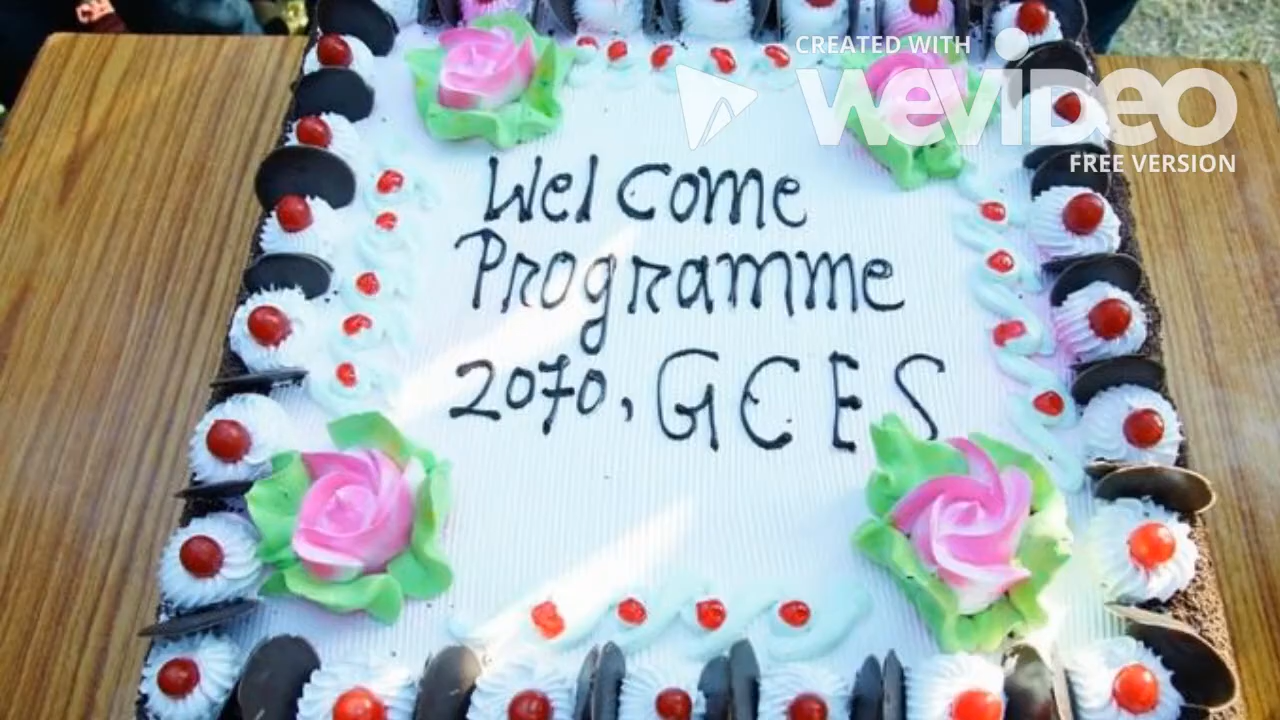 CREATED WITH
WEVIDEO
FREE VERSION
Wel come
Programme
2070, GCES